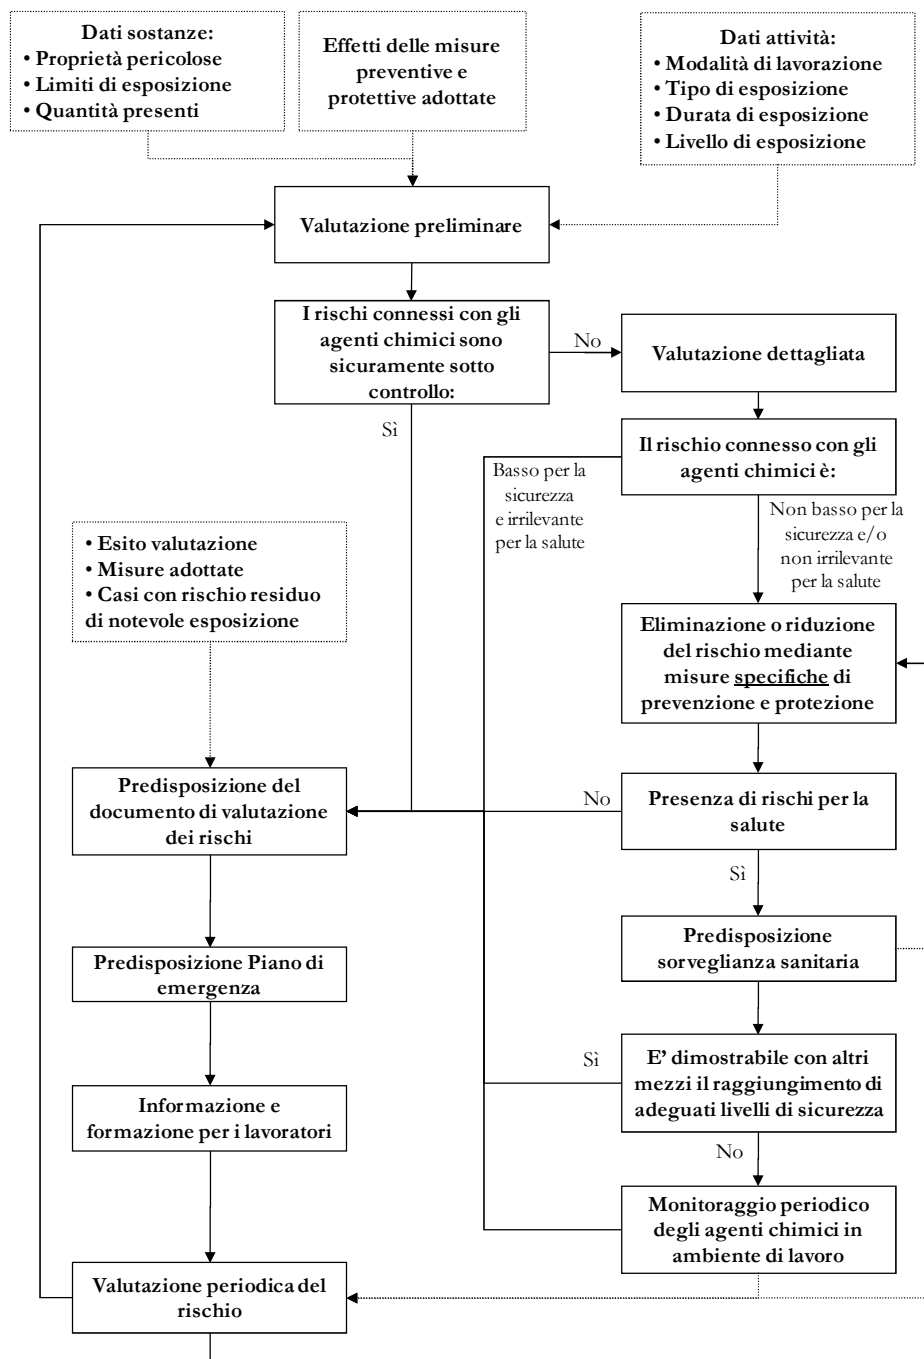 Dati sostanze:
• Proprietà pericolose
• Limiti di esposizione
• Quantità presenti
Effetti delle misure
preventive e
protettive adottate
Dati attività:
• Modalità di lavorazione
• Tipo di esposizione
• Durata di esposizione
• Livello di esposizione
Valutazione preliminare
I rischi connessi con gli
agenti chimici sono
sicuramente sotto
controllo:
No
Valutazione dettagliata
Sì
Il rischio connesso con gli
agenti chimici è:
Basso per la
sicurezza
e irrilevante
per la salute
Non basso per la
sicurezza e/o
non irrilevante
per la salute
• Esito valutazione
• Misure adottate
• Casi con rischio residuo
di notevole esposizione
Eliminazione o riduzione
del rischio mediante
misure specifiche di
prevenzione e protezione
Predisposizione del
documento di valutazione
dei rischi
No
Presenza di rischi per la
salute
Sì
Predisposizione
sorveglianza sanitaria
Predisposizione Piano di
emergenza
Sì
E' dimostrabile con altri
mezzi il raggiungimento di
adeguati livelli di sicurezza
Informazione e
formazione per i lavoratori
No
Monitoraggio periodico
degli agenti chimici in
ambiente di lavoro
Valutazione periodica del
rischio